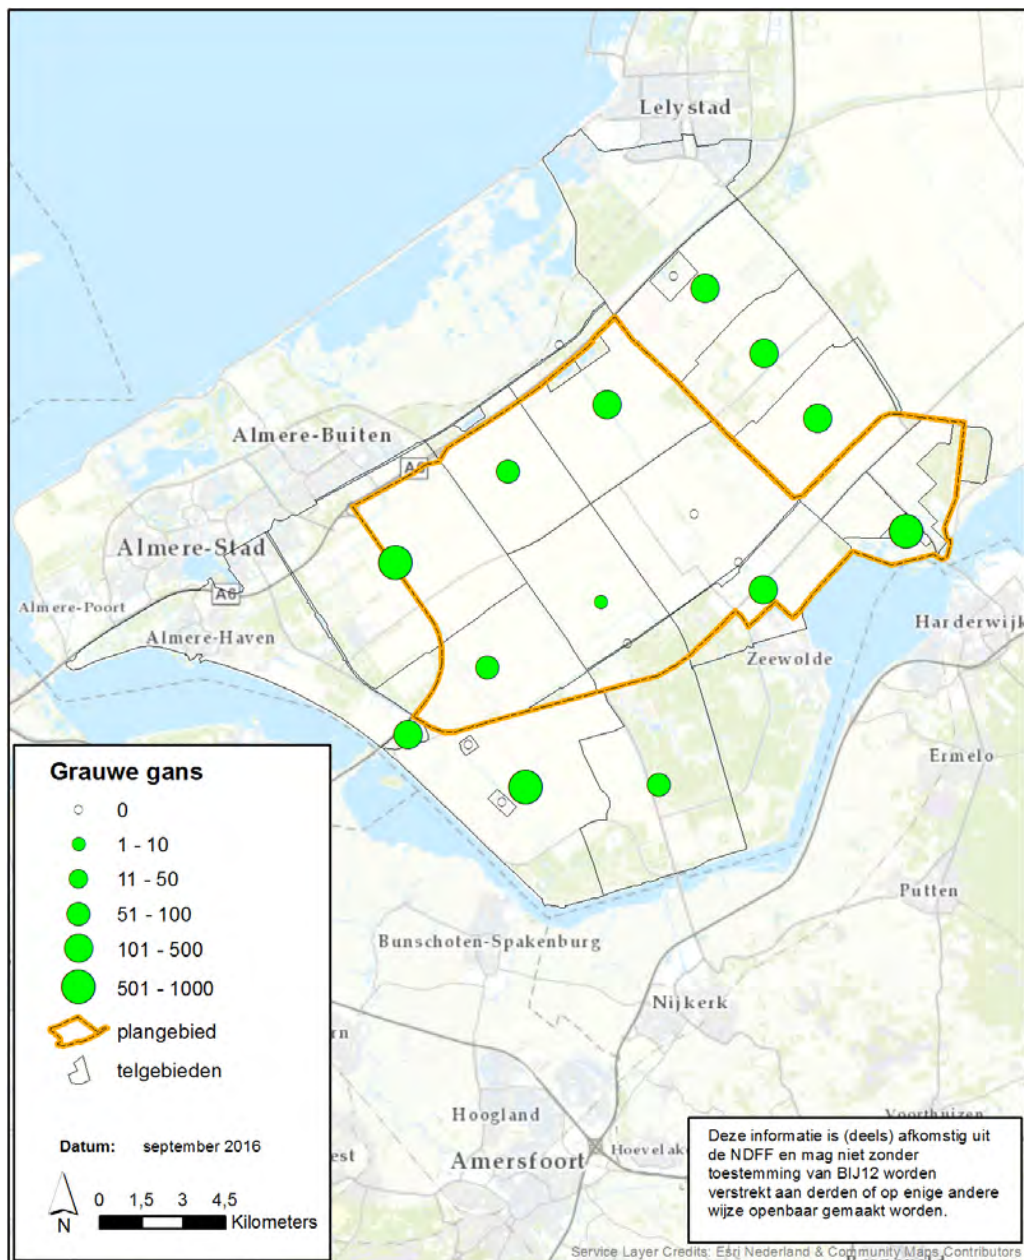 Lelystad
Almere-Buiten
A6
Almere-Stad
A6
Almere-Poort
Almere-Haven
Harderwijk
Zeewolde
Ermelo
Putten
Bunschoten-Spakenburg
Nijkerk
Hoogland
Voorthuizen
Hoevelak
Amersfoort
rn
est
Grauwe gans
0
1 - 10
11 - 50
51 - 100
101 - 500
501 - 1000
plangebied
telgebieden
Datum: september 2016
N
0 1,5 3 4,5
Kilometers
Deze informatie is (deels) afkomstig uit
de NDFF en mag niet zonder
toestemming van BIJ12 worden
verstrekt aan derden of op enige andere
wijze openbaar gemaakt worden.
Service Layer Credits: Esri Nederland & Community Maps Contributors